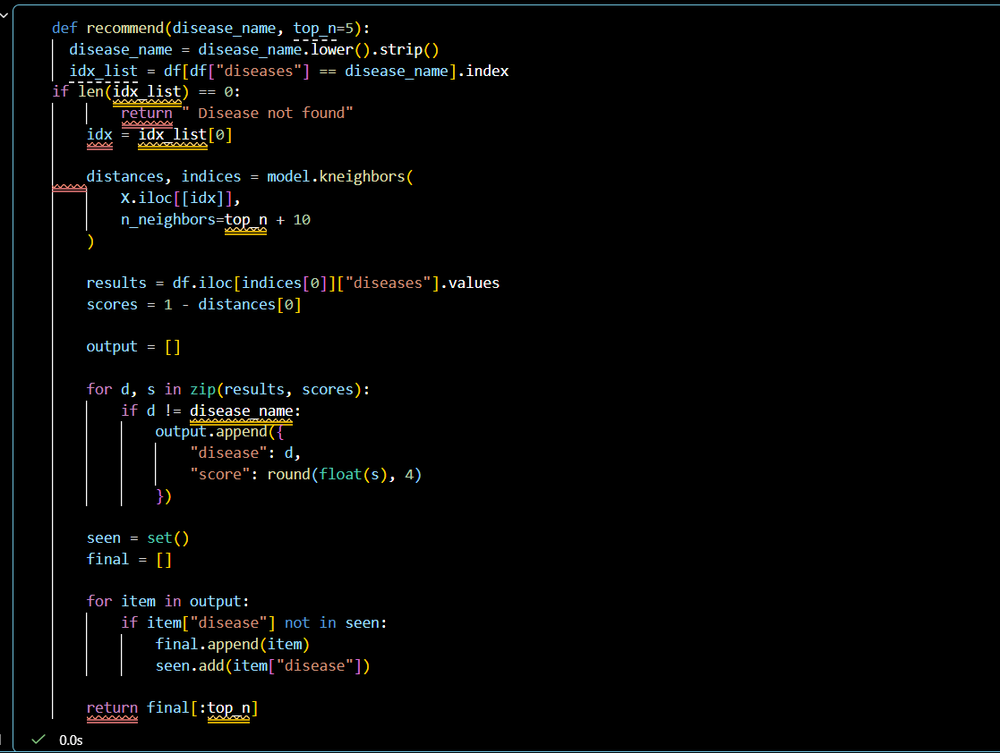 def recommend(disease_name, top_n=5):
  disease_name = disease_name.lower().strip()
  idx_list = df[df["diseases"] == disease_name].index
if len(idx_list) == 0:
        return " Disease not found"
    idx = idx_list[0]

    distances, indices = model.kneighbors(
        X.iloc[[idx]],
        n_neighbors=top_n + 10
    )

    results = df.iloc[indices[0]]["diseases"].values
    scores = 1 - distances[0]

    output = []

    for d, s in zip(results, scores):
        if d != disease_name:
            output.append({
                "disease": d,
                "score": round(float(s), 4)
            })

    seen = set()
    final = []

    for item in output:
        if item["disease"] not in seen:
            final.append(item)
            seen.add(item["disease"])

    return final[:top_n]
0.0s